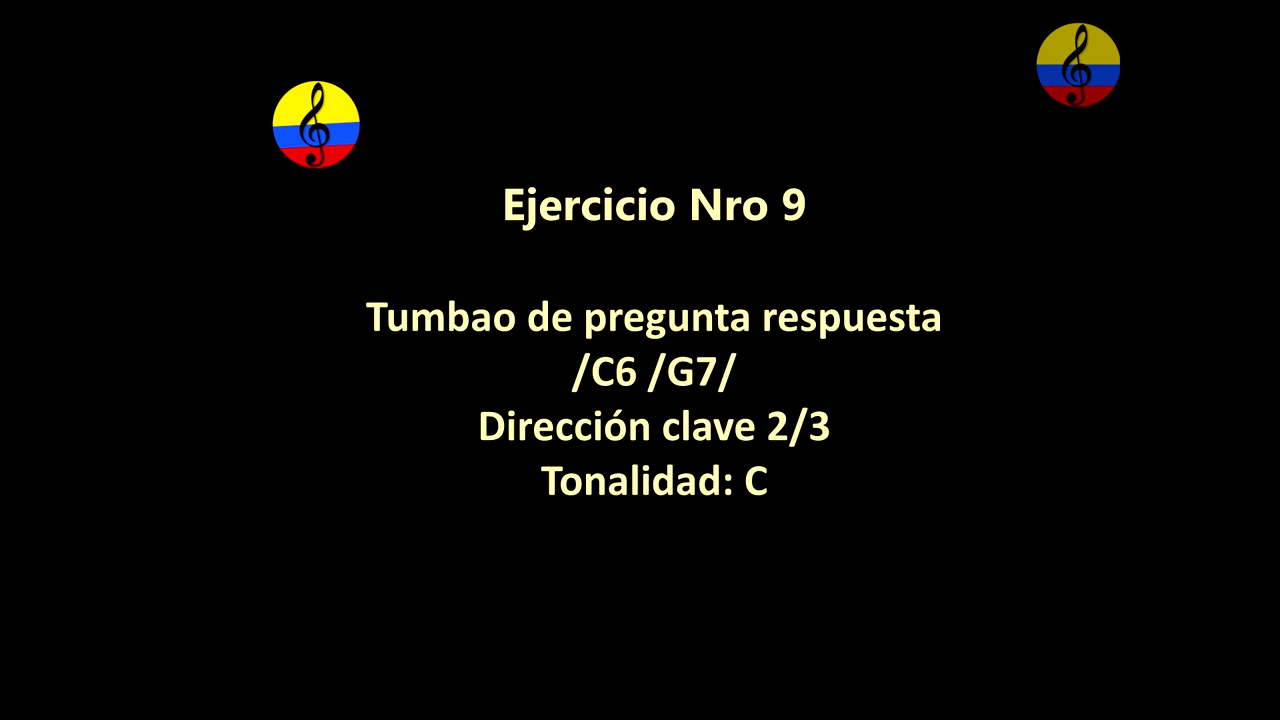 Ejercicio Nro 9
Tumbao de pregunta respuesta
/C6 /G7/
Dirección clave 2/3
Tonalidad: C